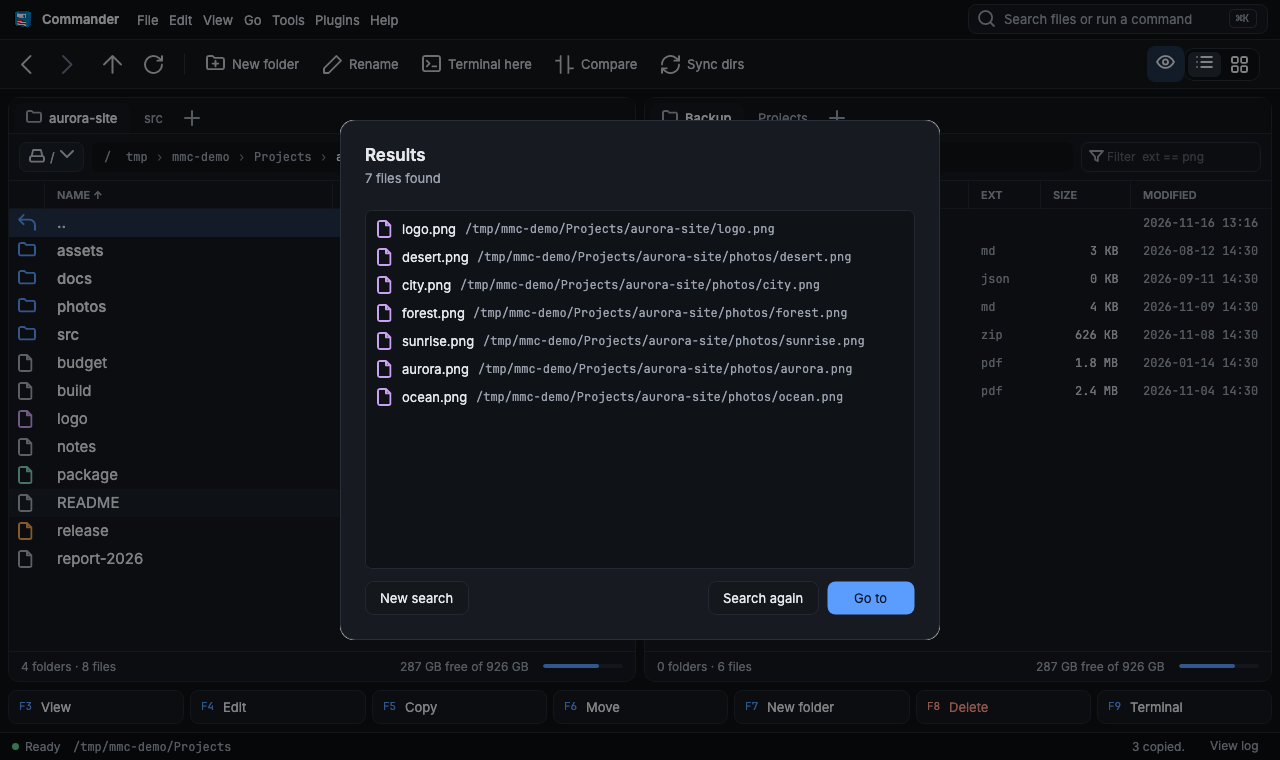 Commander File Edit View Go Tools Plugins Help Search files or run a command ⌘K
New folder Rename Terminal here Compare Sync dirs
aurora-site src Backup Projects
/ / tmp › mmc-demo › Projects › Filter ext == png
NAME ↑ EXT SIZE MODIFIED
.. 2026-11-16 13:16
assets md 3 KB 2026-08-12 14:30
docs json 0 KB 2026-09-11 14:30
photos md 4 KB 2026-11-09 14:30
src zip 626 KB 2026-11-08 14:30
budget pdf 1.8 MB 2026-01-14 14:30
build pdf 2.4 MB 2026-11-04 14:30
logo
notes
package
README
release
report-2026
Results
7 files found
logo.png /tmp/mmc-demo/Projects/aurora-site/logo.png
desert.png /tmp/mmc-demo/Projects/aurora-site/photos/desert.png
city.png /tmp/mmc-demo/Projects/aurora-site/photos/city.png
forest.png /tmp/mmc-demo/Projects/aurora-site/photos/forest.png
sunrise.png /tmp/mmc-demo/Projects/aurora-site/photos/sunrise.png
aurora.png /tmp/mmc-demo/Projects/aurora-site/photos/aurora.png
ocean.png /tmp/mmc-demo/Projects/aurora-site/photos/ocean.png
New search Search again Go to
4 folders · 8 files 287 GB free of 926 GB 0 folders · 6 files 287 GB free of 926 GB
F3 View F4 Edit F5 Copy F6 Move F7 New folder F8 Delete F9 Terminal
Ready /tmp/mmc-demo/Projects 3 copied. View log